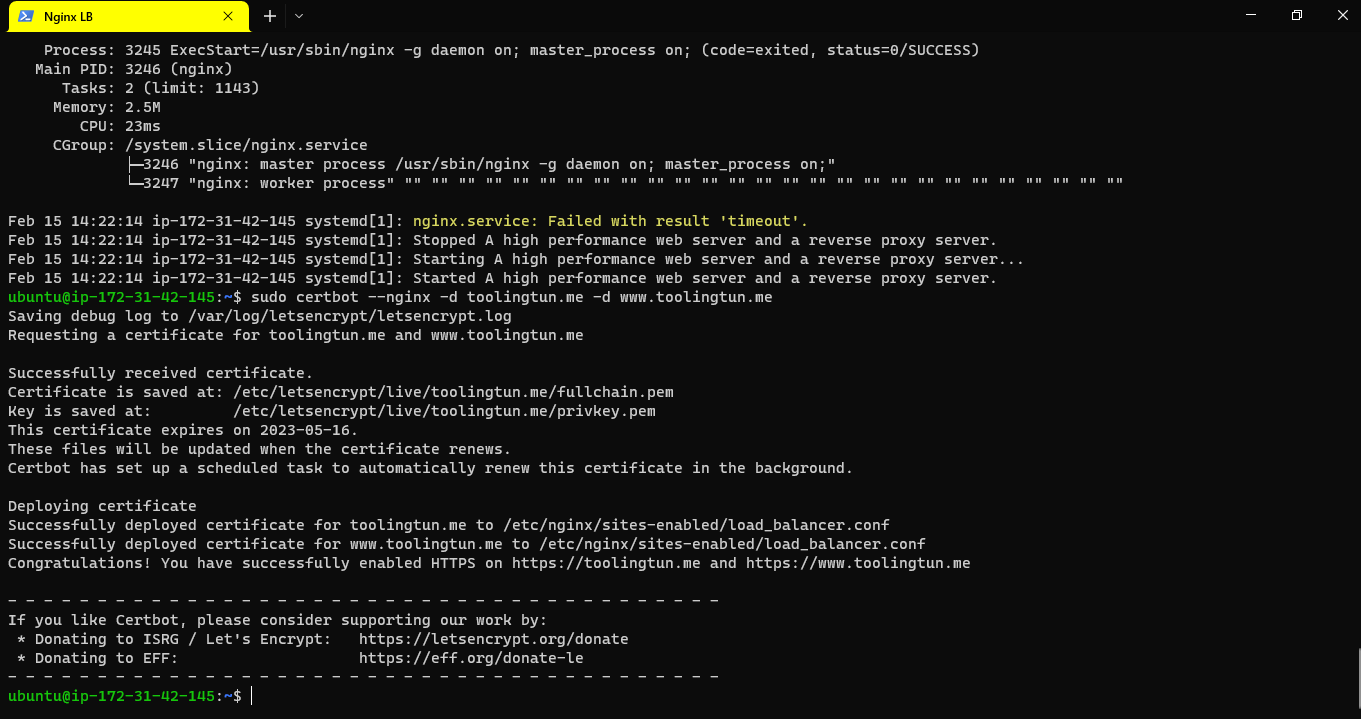 Nginx LB
Process: 3245 ExecStart=/usr/sbin/nginx -g daemon on; master_process on; (code=exited, status=0/SUCCESS)
Main PID: 3246 (nginx)
Tasks: 2 (limit: 1143)
Memory: 2.5M
CPU: 23ms
CGroup: /system.slice/nginx.service
├─3246 "nginx: master process /usr/sbin/nginx -g daemon on; master_process on;"
└─3247 "nginx: worker process" "" "" "" "" "" "" "" "" "" "" "" "" "" "" "" "" "" "" "" "" "" "" "" "" "" "" ""
Feb 15 14:22:14 ip-172-31-42-145 systemd[1]: nginx.service: Failed with result 'timeout'.
Feb 15 14:22:14 ip-172-31-42-145 systemd[1]: Stopped A high performance web server and a reverse proxy server.
Feb 15 14:22:14 ip-172-31-42-145 systemd[1]: Starting A high performance web server and a reverse proxy server...
Feb 15 14:22:14 ip-172-31-42-145 systemd[1]: Started A high performance web server and a reverse proxy server.
ubuntu@ip-172-31-42-145:~$ sudo certbot --nginx -d toolingtun.me -d www.toolingtun.me
Saving debug log to /var/log/letsencrypt/letsencrypt.log
Requesting a certificate for toolingtun.me and www.toolingtun.me
Successfully received certificate.
Certificate is saved at: /etc/letsencrypt/live/toolingtun.me/fullchain.pem
Key is saved at:         /etc/letsencrypt/live/toolingtun.me/privkey.pem
This certificate expires on 2023-05-16.
These files will be updated when the certificate renews.
Certbot has set up a scheduled task to automatically renew this certificate in the background.
Deploying certificate
Successfully deployed certificate for toolingtun.me to /etc/nginx/sites-enabled/load_balancer.conf
Successfully deployed certificate for www.toolingtun.me to /etc/nginx/sites-enabled/load_balancer.conf
Congratulations! You have successfully enabled HTTPS on https://toolingtun.me and https://www.toolingtun.me
- - - - - - - - - - - - - - - - - - - - - - - - - - - - - - - - - - - - - - - -
If you like Certbot, please consider supporting our work by:
* Donating to ISRG / Let's Encrypt:   https://letsencrypt.org/donate
* Donating to EFF:                    https://eff.org/donate-le
- - - - - - - - - - - - - - - - - - - - - - - - - - - - - - - - - - - - - - - -
ubuntu@ip-172-31-42-145:~$